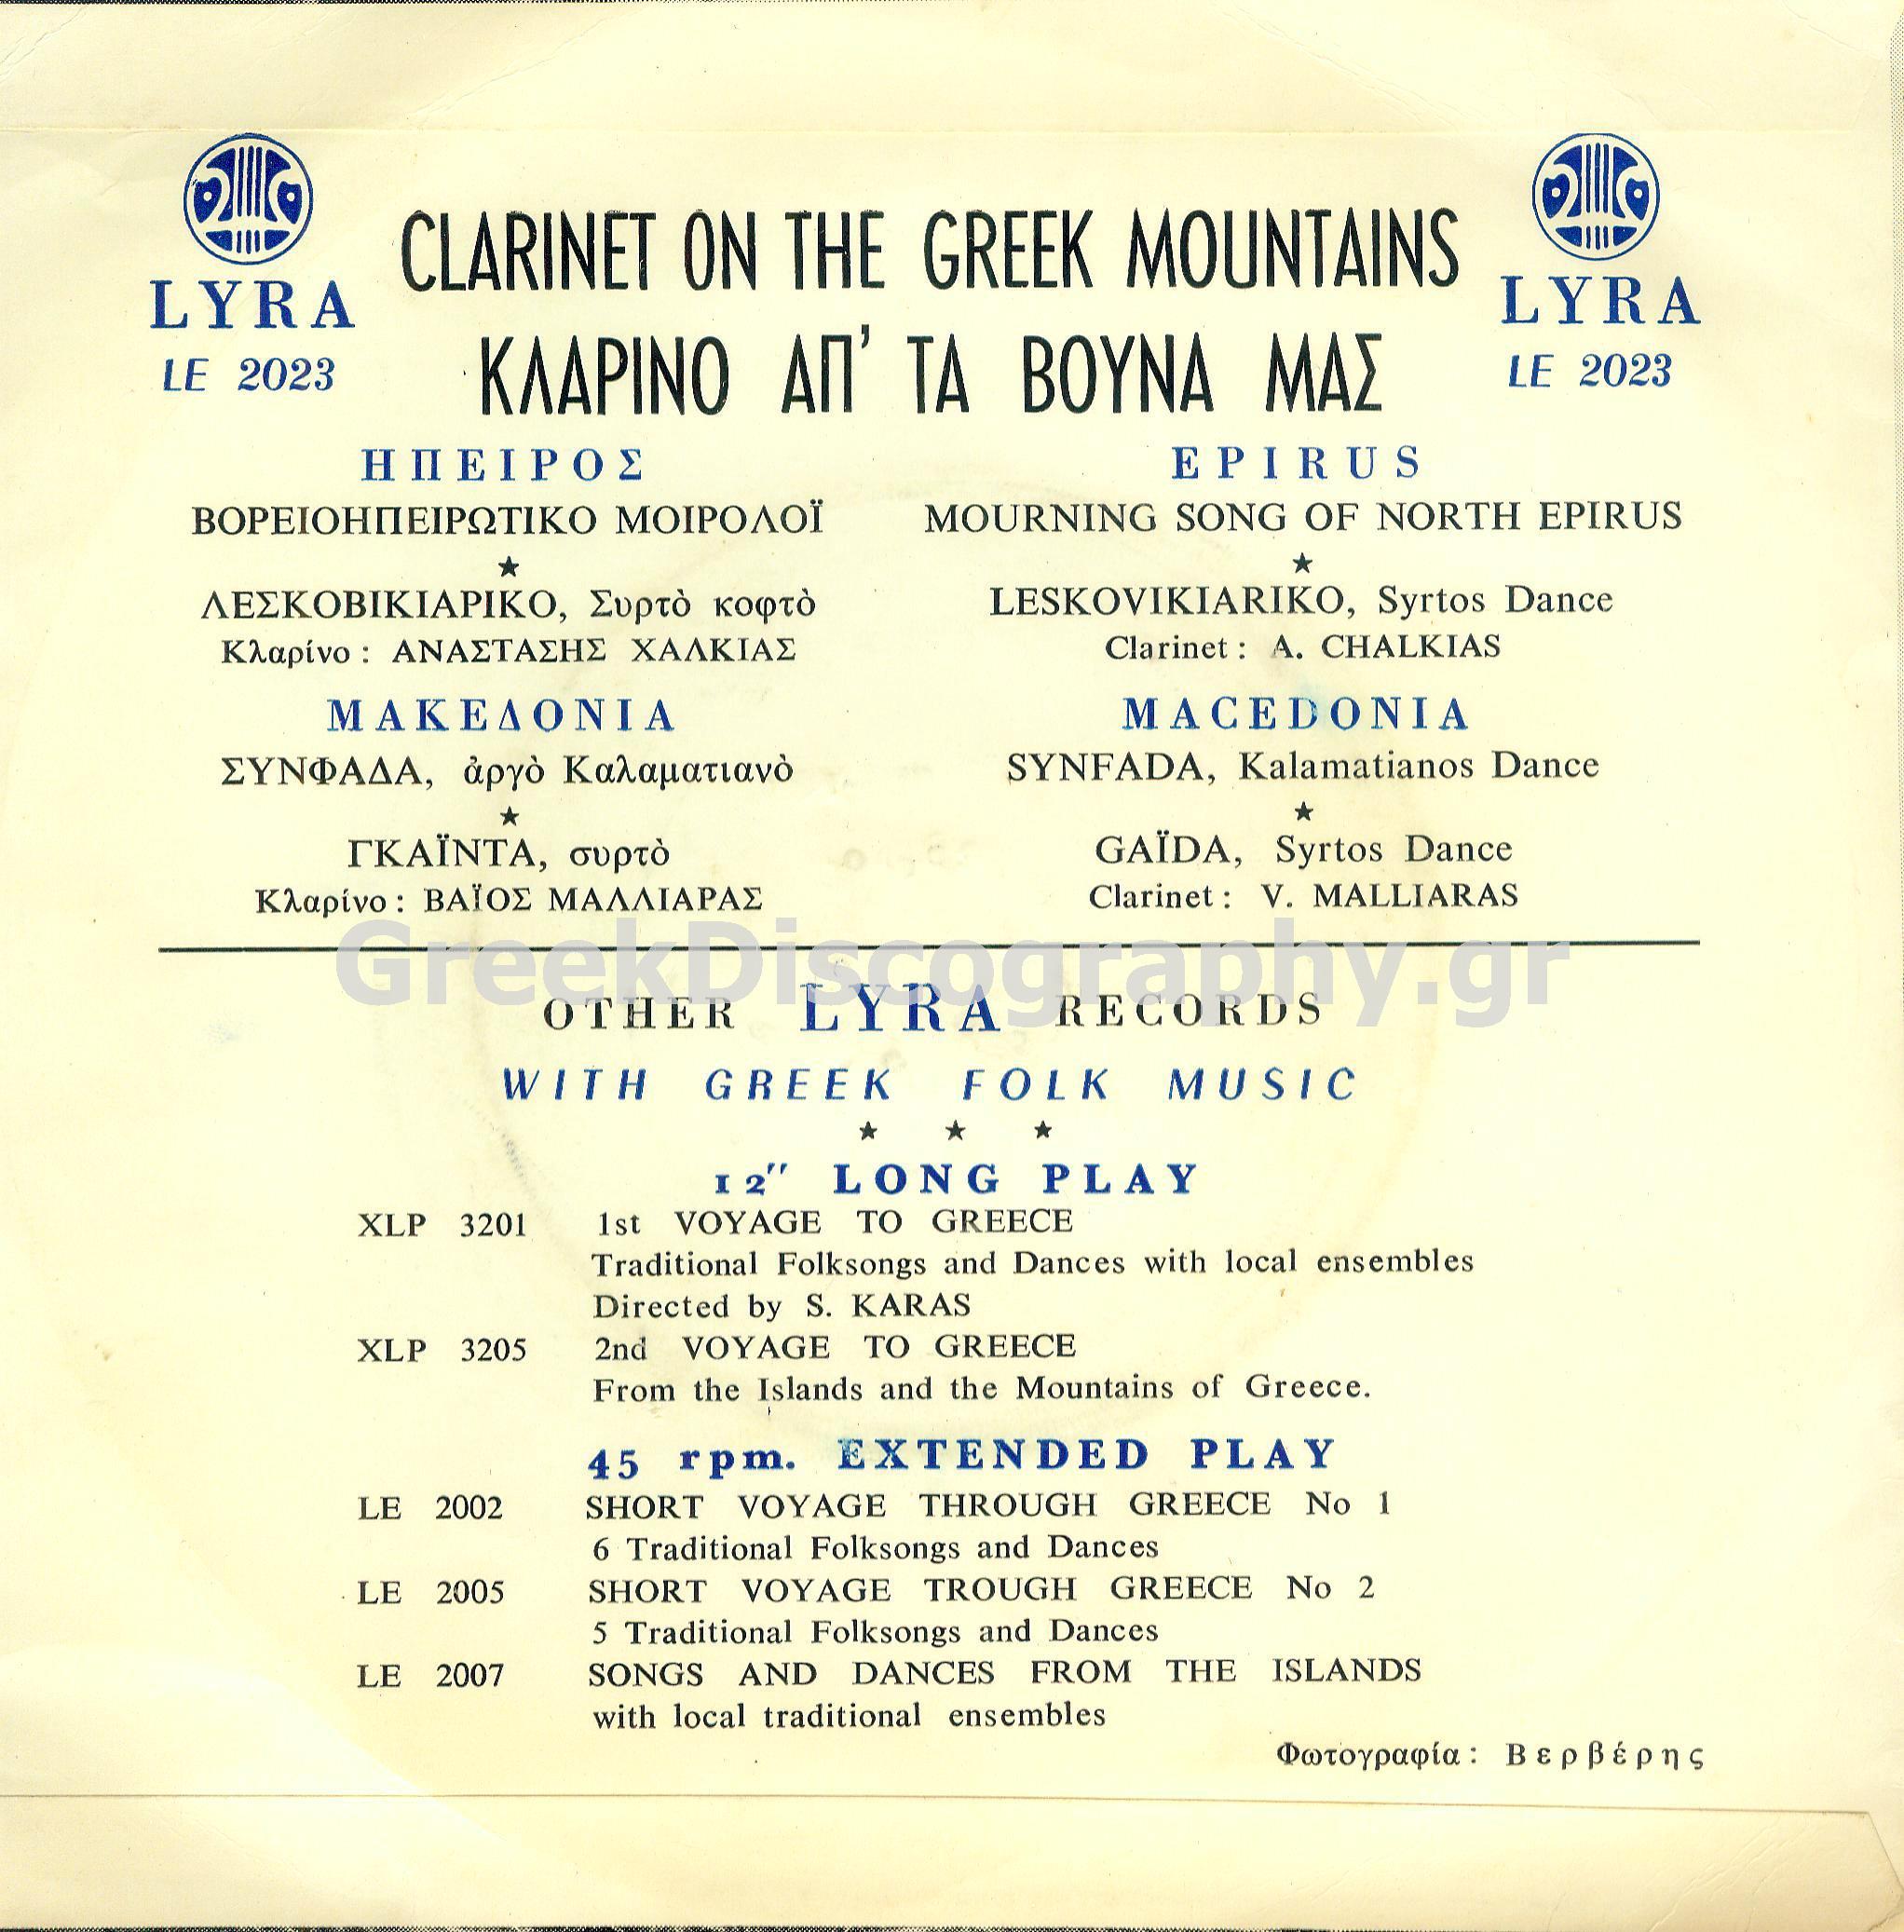 LYRA
LE 2023
CLARINET ON THE GREEK MOUNTAINS
ΚΛΑΡΙΝΟ ΑΠ' ΤΑ ΒΟΥΝΑ ΜΑΣ
LYRA
LE 2023
ΗΠΕΙΡΟΣ
ΒΟΡΕΙΟΗΠΕΙΡΩΤΙΚΟ ΜΟΙΡΟΛΟΪ
★
ΛΕΣΚΟΒΙΚΙΑΡΙΚΟ, Συρτὸ κοφτὸ
Κλαρίνο : ΑΝΑΣΤΑΣΗΣ ΧΑΛΚΙΑΣ
ΜΑΚΕΔΟΝΙΑ
ΣΥΝΦΑΔΑ, ἀργὸ Καλαματιανὸ
★
ΓΚΑΪΝΤΑ, συρτὸ
Κλαρίνο : ΒΑΪΟΣ ΜΑΛΛΙΑΡΑΣ
EPIRUS
MOURNING SONG OF NORTH EPIRUS
★
LESKOVIKIARIKO, Syrtos Dance
Clarinet : A. CHALKIAS
MACEDONIA
SYNFADA, Kalamatianos Dance
★
GAÏDA, Syrtos Dance
Clarinet : V. MALLIARAS
GreekDiscography.gr
OTHER LYRA RECORDS
WITH GREEK FOLK MUSIC
★ ★ ★
12" LONG PLAY
XLP 3201 1st VOYAGE TO GREECE
Traditional Folksongs and Dances with local ensembles
Directed by S. KARAS
XLP 3205 2nd VOYAGE TO GREECE
From the Islands and the Mountains of Greece.
45 rpm. EXTENDED PLAY
LE 2002 SHORT VOYAGE THROUGH GREECE No 1
6 Traditional Folksongs and Dances
LE 2005 SHORT VOYAGE TROUGH GREECE No 2
5 Traditional Folksongs and Dances
LE 2007 SONGS AND DANCES FROM THE ISLANDS
with local traditional ensembles
Φωτογραφία : Βερβέρης